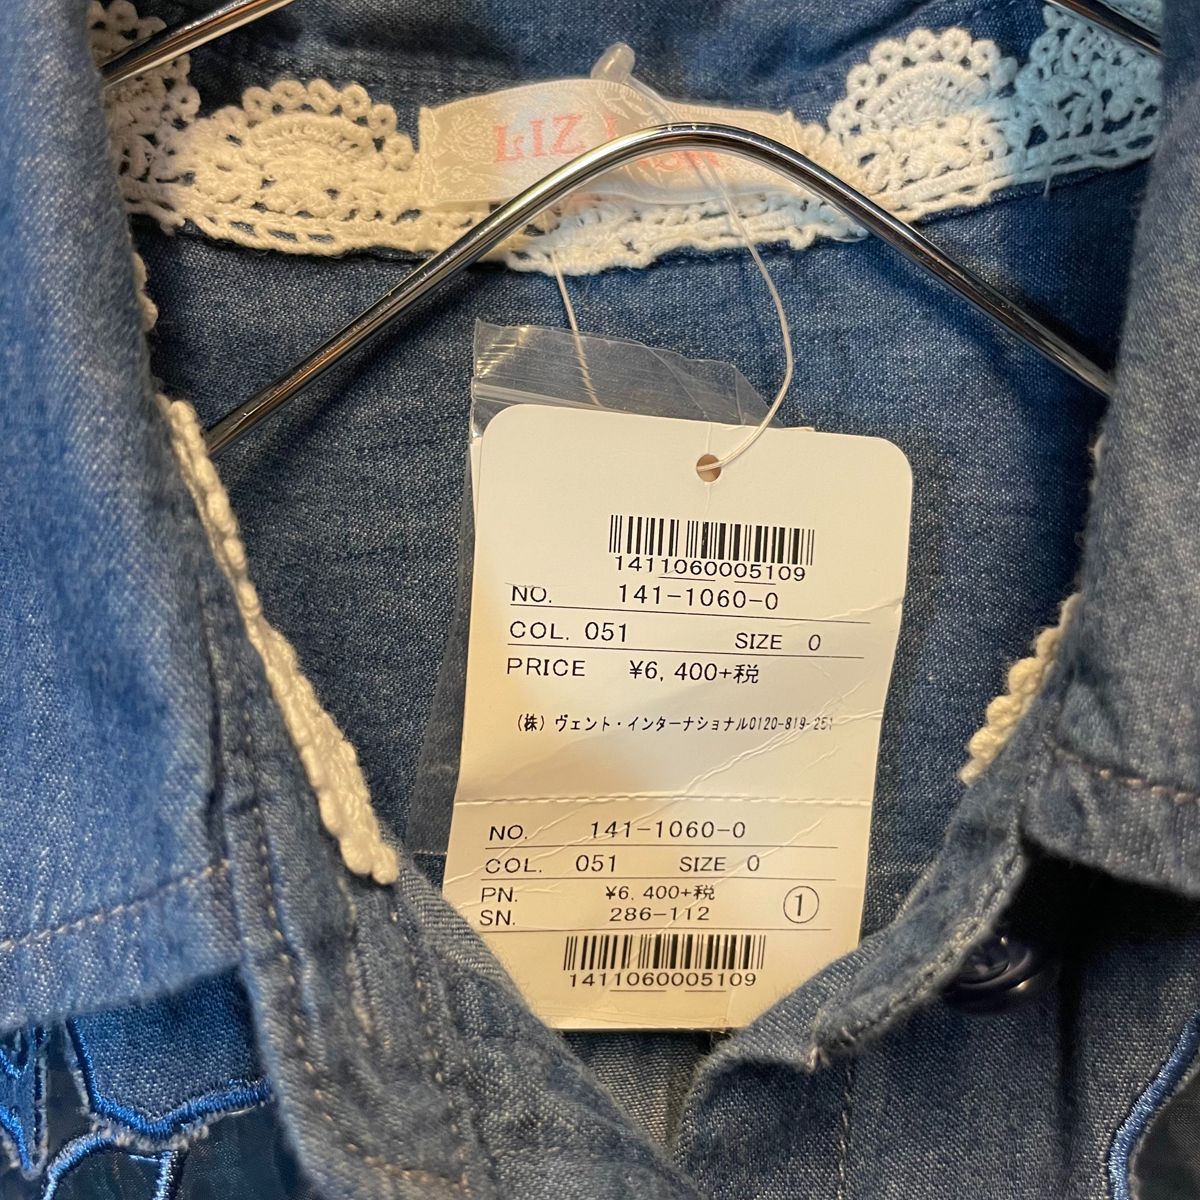 LIZ
1411060005109
NO. 141-1060-0
COL. 051 SIZE 0
PRICE ¥6,400+税
(株)ヴェント・インターナショナル0120-819-251
NO. 141-1060-0
COL. 051 SIZE 0
PN. ¥6,400+税
SN. 286-112 ①
1411060005109